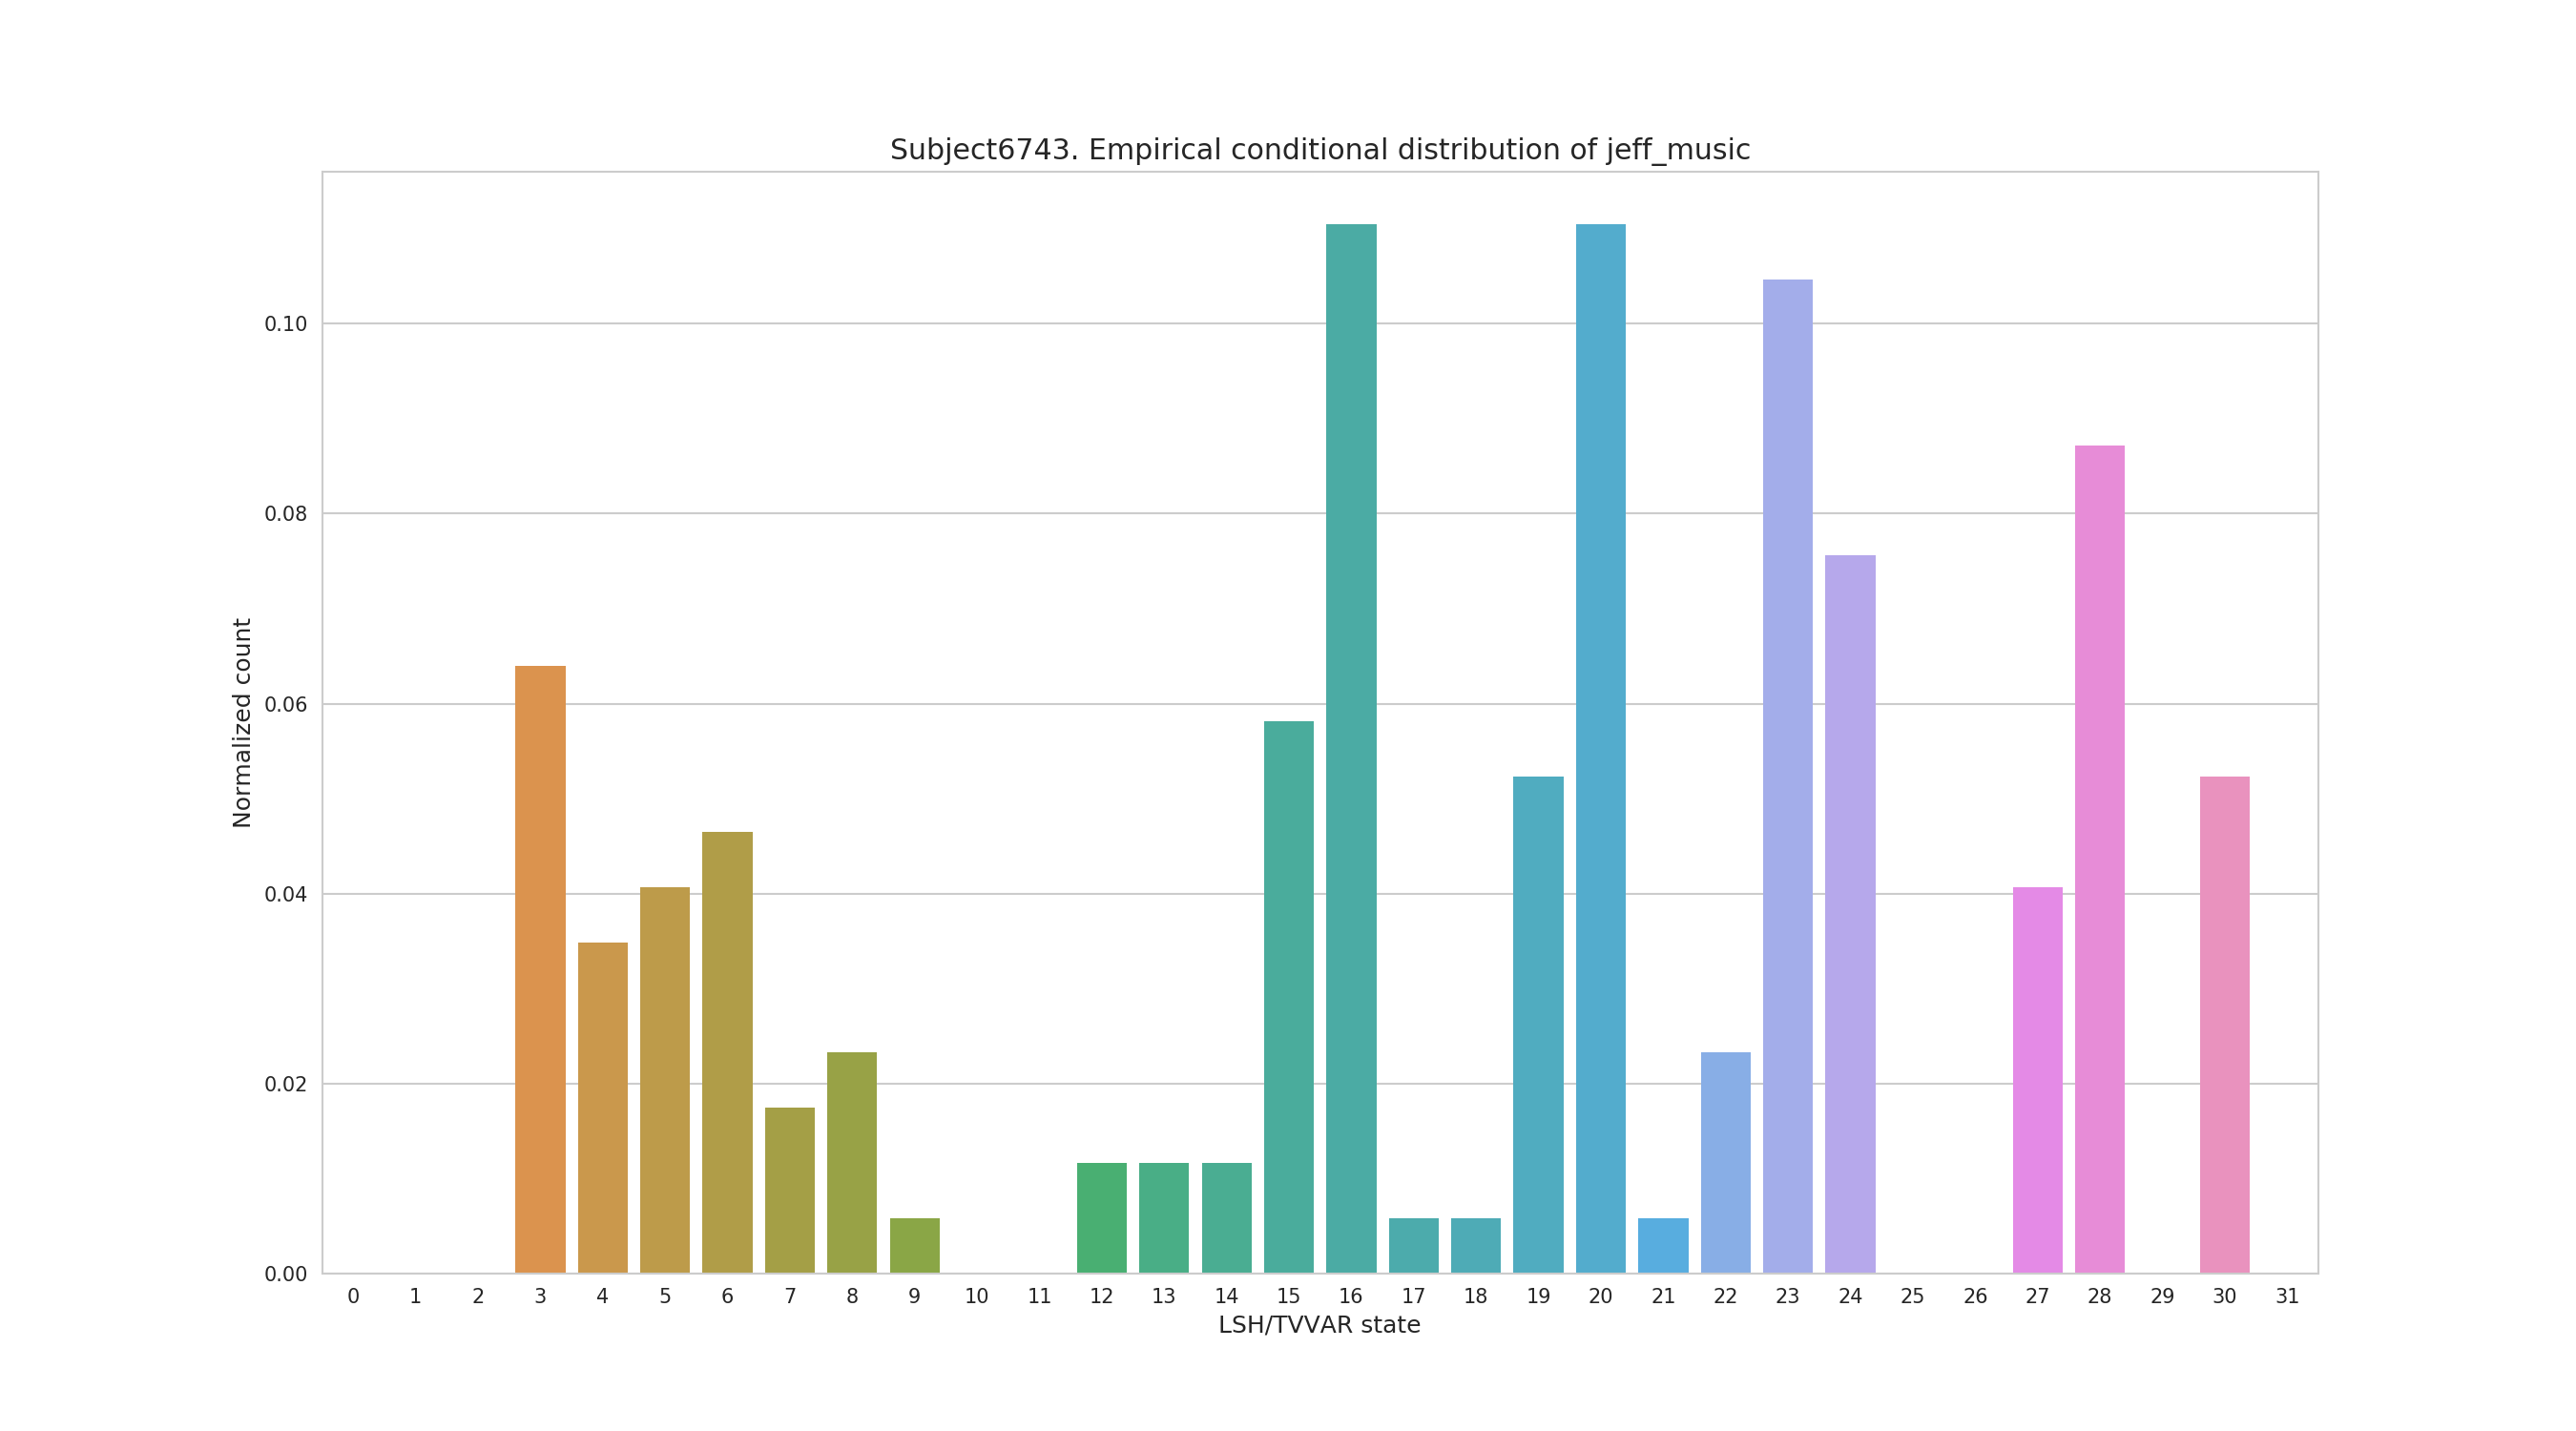 Subject6743. Empirical conditional distribution of jeff_music
Normalized count
0.10
0.08
0.06
0.04
0.02
0.00
0 1 2 3 4 5 6 7 8 9 10 11 12 13 14 15 16 17 18 19 20 21 22 23 24 25 26 27 28 29 30 31
LSH/TVVAR state